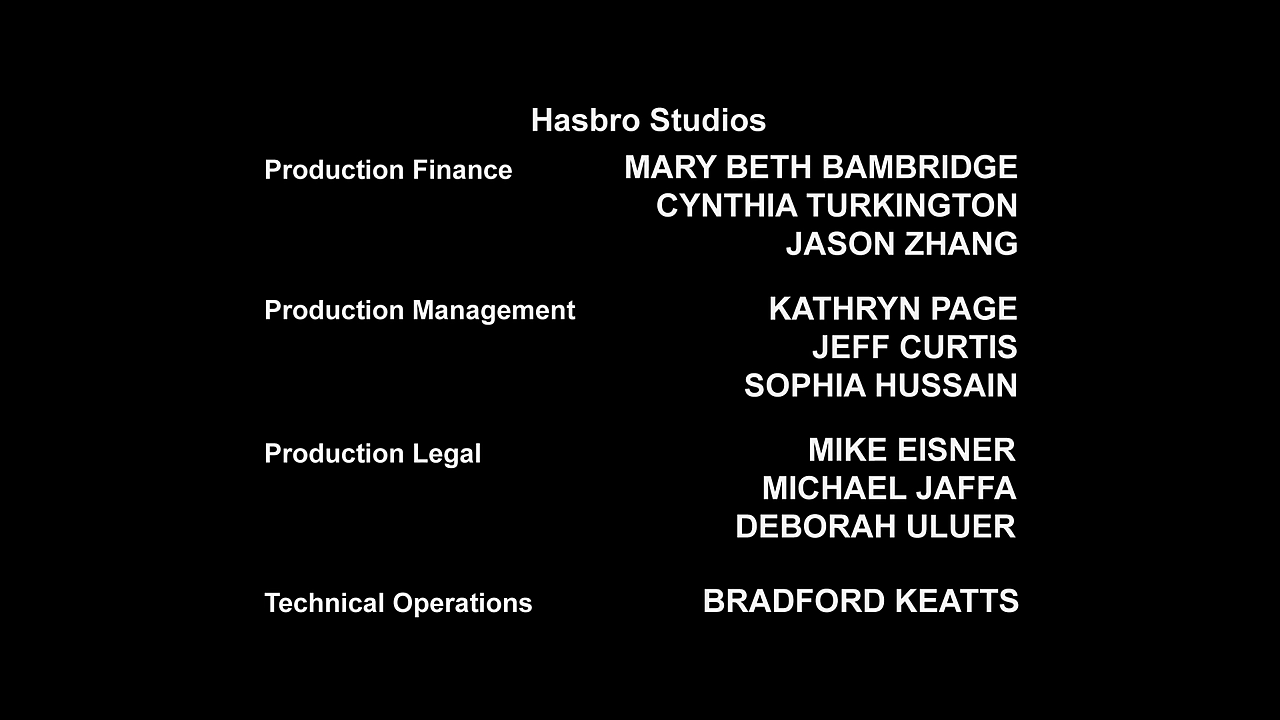 Hasbro Studios
Production Finance MARY BETH BAMBRIDGE
CYNTHIA TURKINGTON
JASON ZHANG
Production Management KATHRYN PAGE
JEFF CURTIS
SOPHIA HUSSAIN
Production Legal MIKE EISNER
MICHAEL JAFFA
DEBORAH ULUER
Technical Operations BRADFORD KEATTS